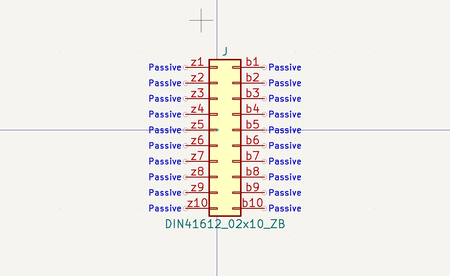 J
Passive z1 b1 Passive
Passive z2 b2 Passive
Passive z3 b3 Passive
Passive z4 b4 Passive
Passive z5 b5 Passive
Passive z6 b6 Passive
Passive z7 b7 Passive
Passive z8 b8 Passive
Passive z9 b9 Passive
Passive z10 b10 Passive
DIN41612_02x10_ZB